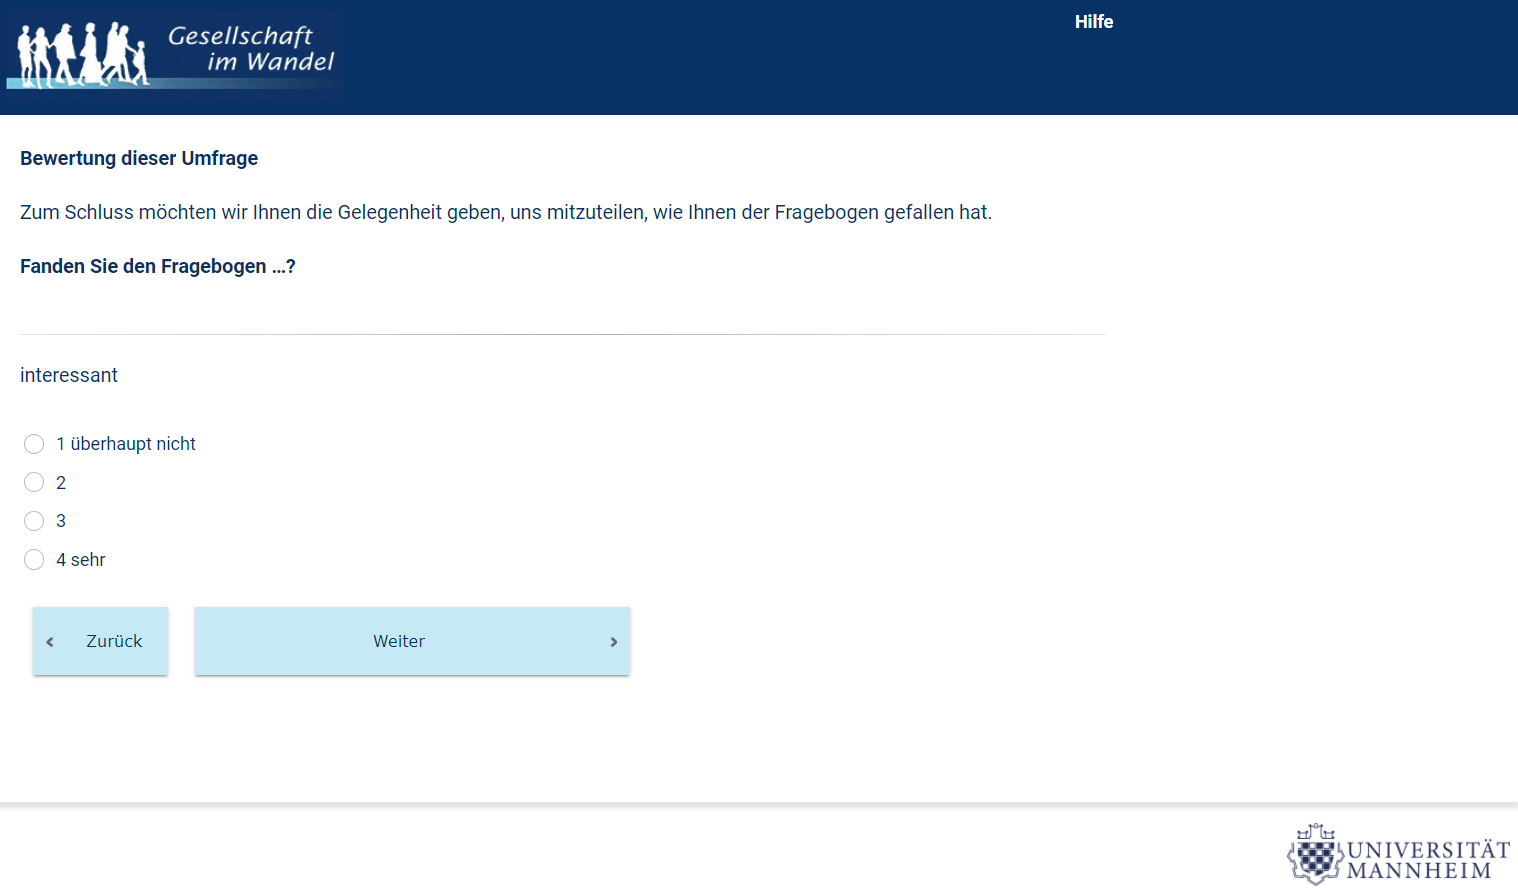 Gesellschaft
im Wandel
Hilfe
Bewertung dieser Umfrage
Zum Schluss möchten wir Ihnen die Gelegenheit geben, uns mitzuteilen, wie Ihnen der Fragebogen gefallen hat.
Fanden Sie den Fragebogen ...?
interessant
1 überhaupt nicht
2
3
4 sehr
Zurück
Weiter
UNIVERSITÄT
MANNHEIM